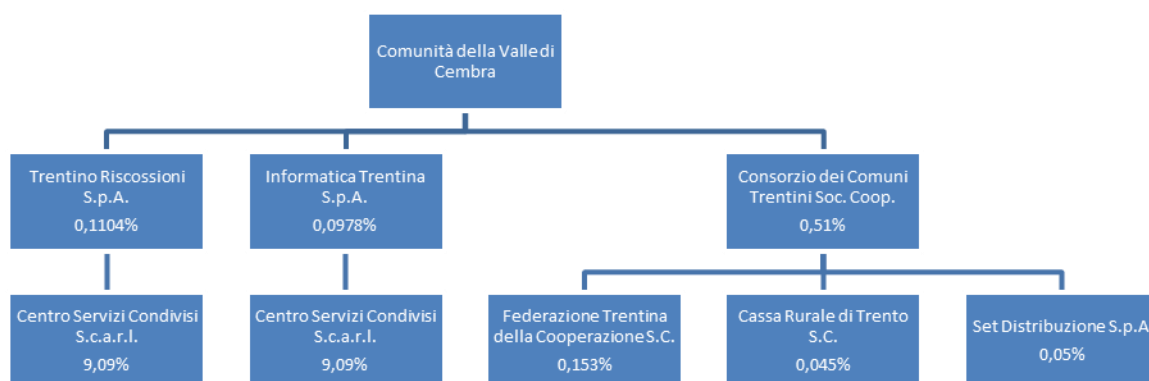 Comunità della Valle di
Cembra
Trentino Riscossioni
S.p.A.
0,1104%
Informatica Trentina
S.p.A.
0,0978%
Consorzio dei Comuni
Trentini Soc. Coop.
0,51%
Centro Servizi Condivisi
S.c.a.r.l.
9,09%
Centro Servizi Condivisi
S.c.a.r.l.
9,09%
Federazione Trentina
della Cooperazione S.C.
0,153%
Cassa Rurale di Trento
S.C.
0,045%
Set Distribuzione S.p.A
0,05%